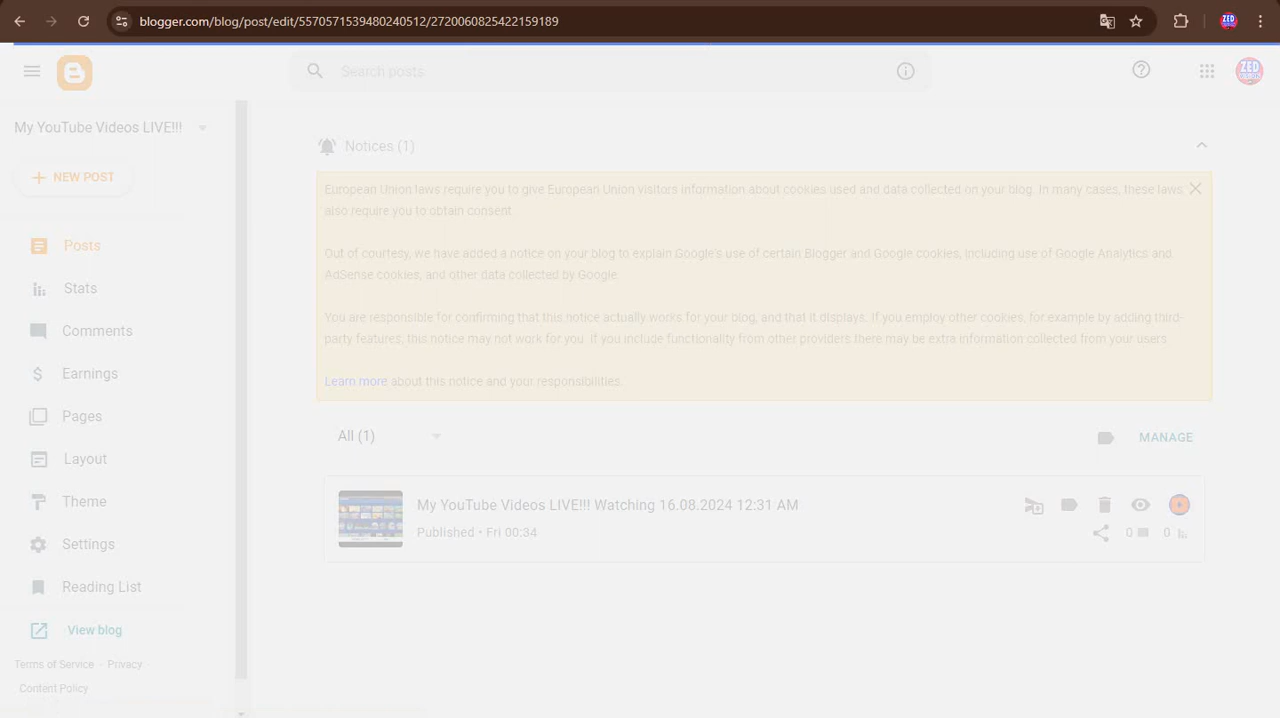 blogger.com/blog/post/edit/5570571539480240512/2720060825422159189
Search posts
ZED
My YouTube Videos LIVE!!!
NEW POST
Posts
Stats
Comments
Earnings
Pages
Layout
Theme
Settings
Reading List
View blog
Terms of Service · Privacy ·
Content Policy
Notices (1)
European Union laws require you to give European Union visitors information about cookies used and data collected on your blog. In many cases, these laws
also require you to obtain consent.
Out of courtesy, we have added a notice on your blog to explain Google's use of certain Blogger and Google cookies, including use of Google Analytics and
AdSense cookies, and other data collected by Google.
You are responsible for confirming that this notice actually works for your blog, and that it displays. If you employ other cookies, for example by adding third-
party features, this notice may not work for you. If you include functionality from other providers there may be extra information collected from your users.
Learn more about this notice and your responsibilities.
All (1)
MANAGE
My YouTube Videos LIVE!!! Watching 16.08.2024 12:31 AM
Published • Fri 00:34
0
0